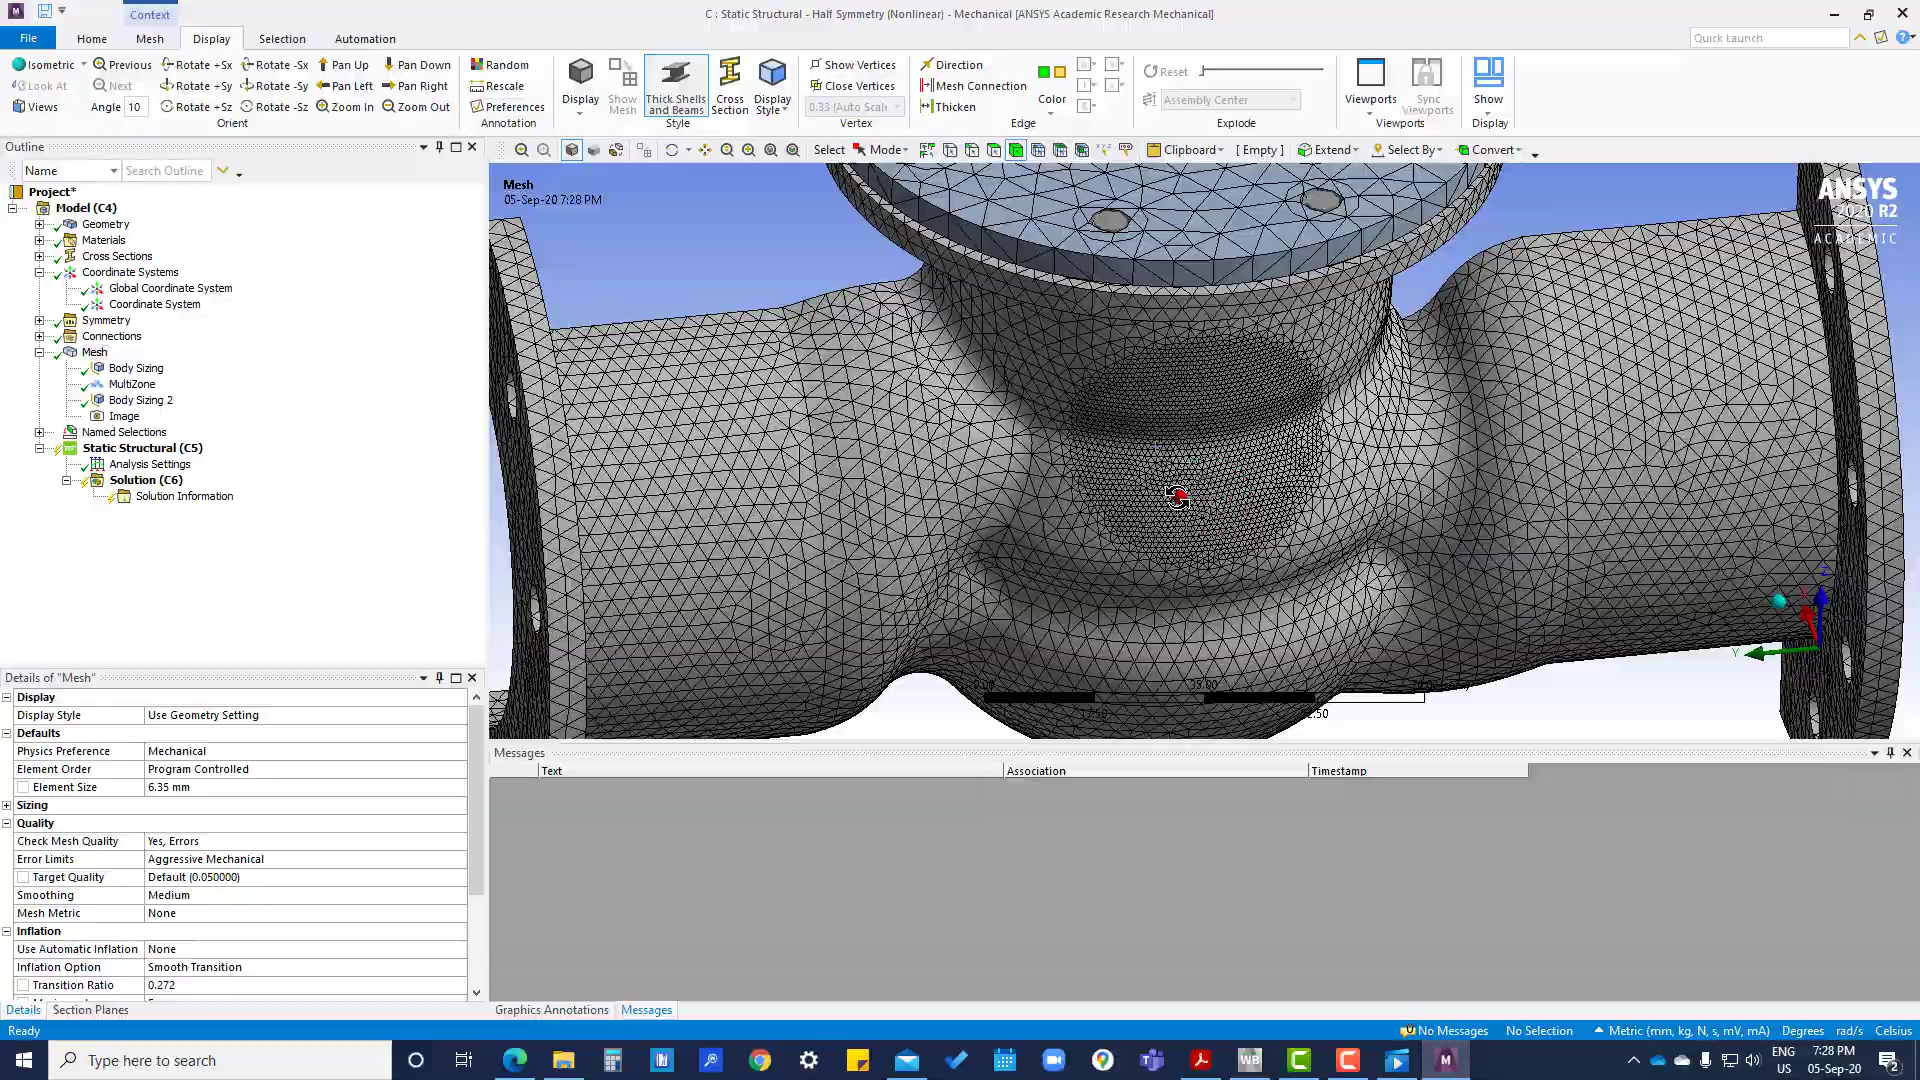 Context
C : Static Structural - Half Symmetry (Nonlinear) - Mechanical [ANSYS Academic Research Mechanical]
File Home Mesh Display Selection Automation
Quick Launch
Isometric Previous Rotate +Sx Rotate -Sx Pan Up Pan Down
Look At Next Rotate +Sy Rotate -Sy Pan Left Pan Right
Views Angle 10 Rotate +Sz Rotate -Sz Zoom In Zoom Out
Orient
Random
Rescale
Preferences
Annotation
Display
Show Mesh
Thick Shells and Beams
Cross Section
Display Style
Style
Show Vertices
Close Vertices
0.33 (Auto Scale
Vertex
Direction
Mesh Connection
Thicken
Color
Edge
Reset
Assembly Center
Explode
Viewports
Sync Viewports
Viewports
Show
Display
Outline
Name Search Outline
Select Mode Clipboard [ Empty ] Extend Select By Convert
Project*
Model (C4)
Geometry
Materials
Cross Sections
Coordinate Systems
Global Coordinate System
Coordinate System
Symmetry
Connections
Mesh
Body Sizing
MultiZone
Body Sizing 2
Image
Named Selections
Static Structural (C5)
Analysis Settings
Solution (C6)
Solution Information
Mesh
05-Sep-20 7:28 PM
ANSYS
2020 R2
ACADEMIC
Z
Y
35.00
Details of "Mesh"
Display
Display Style Use Geometry Setting
Defaults
Physics Preference Mechanical
Element Order Program Controlled
Element Size 6.35 mm
Sizing
Quality
Check Mesh Quality Yes, Errors
Error Limits Aggressive Mechanical
Target Quality Default (0.050000)
Smoothing Medium
Mesh Metric None
Inflation
Use Automatic Inflation None
Inflation Option Smooth Transition
Transition Ratio 0.272
Details Section Planes
Messages
Text Association Timestamp
Graphics Annotations Messages
Ready
No Messages No Selection Metric (mm, kg, N, s, mV, mA) Degrees rad/s Celsius
Type here to search
WB
M
ENG
US
7:28 PM
05-Sep-20
2